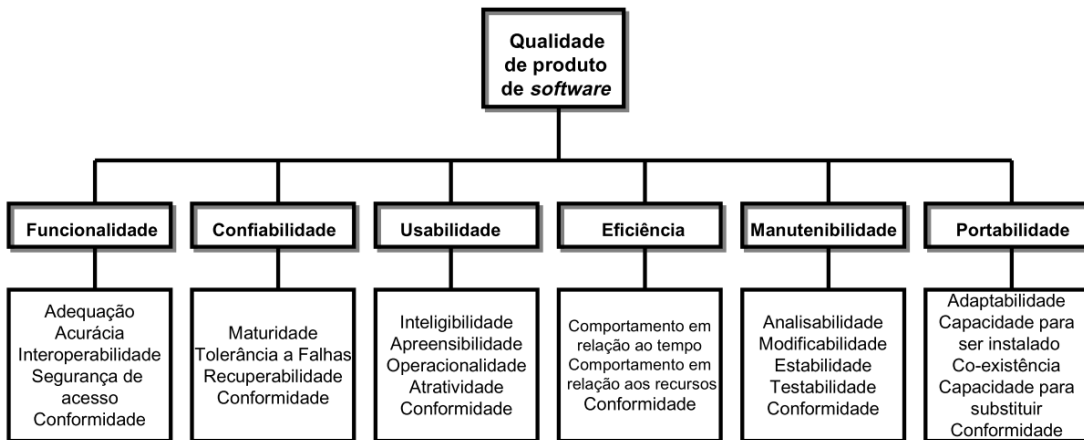 Qualidade
de produto
de software
Funcionalidade
Confiabilidade
Usabilidade
Eficiência
Manutenibilidade
Portabilidade
Adequação
Acurácia
Interoperabilidade
Segurança de
acesso
Conformidade
Maturidade
Tolerância a Falhas
Recuperabilidade
Conformidade
Inteligibilidade
Apreensibilidade
Operacionalidade
Atratividade
Conformidade
Comportamento em
relação ao tempo
Comportamento em
relação aos recursos
Conformidade
Analisabilidade
Modificabilidade
Estabilidade
Testabilidade
Conformidade
Adaptabilidade
Capacidade para
ser instalado
Co-existência
Capacidade para
substituir
Conformidade